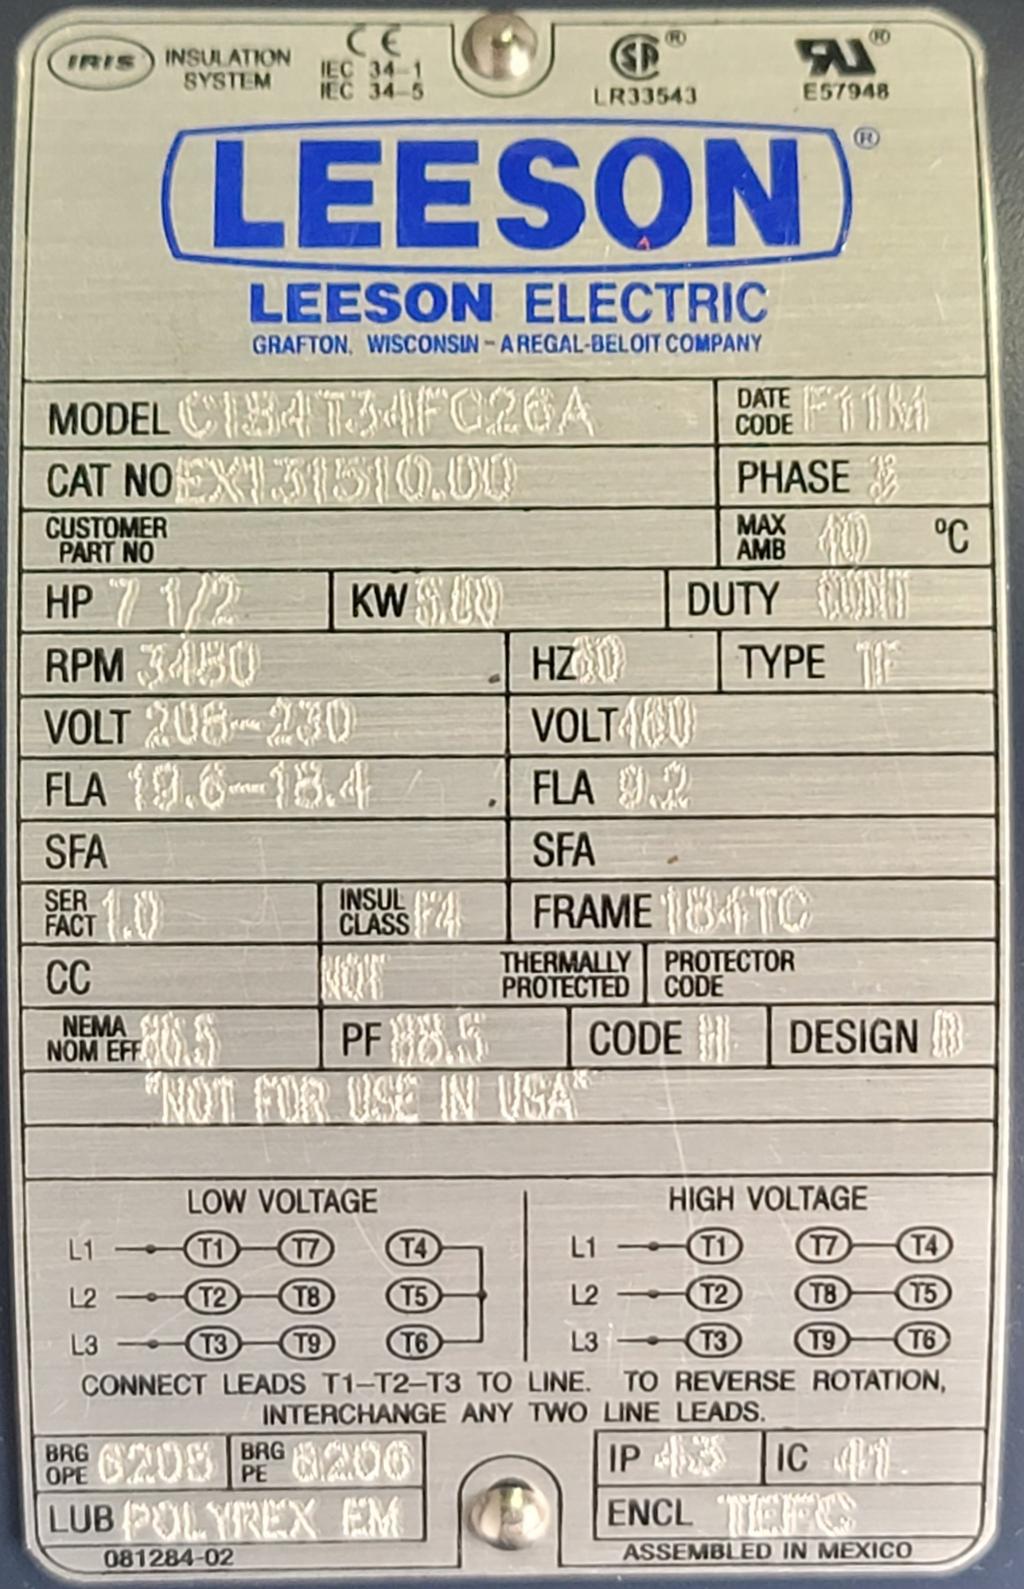 IRIS INSULATION SYSTEM
CE
IEC 34-1
IEC 34-5
SP®
LR33543
RU®
E57948
LEESON®
LEESON ELECTRIC
GRAFTON, WISCONSIN - A REGAL-BELOIT COMPANY
MODEL C184T34FC26A DATE CODE F11M
CAT NO EX131510.00 PHASE 3
CUSTOMER PART NO MAX AMB 40 °C
HP 7 1/2 KW DUTY CONT
RPM HZ 60 TYPE TF
VOLT 208-230 VOLT 460
FLA 19.6-18.4 FLA 9.2
SFA SFA
SER FACT 1.0 INSUL CLASS F4 FRAME 184TC
CC NOT THERMALLY PROTECTED PROTECTOR CODE
NEMA NOM EFF PF 88.5 CODE H DESIGN B
"NOT FOR USE IN USA"
LOW VOLTAGE HIGH VOLTAGE
L1 T1 T7 T4 L1 T1 T7 T4
L2 T2 T8 T5 L2 T2 T8 T5
L3 T3 T9 T6 L3 T3 T9 T6
CONNECT LEADS T1-T2-T3 TO LINE. TO REVERSE ROTATION,
INTERCHANGE ANY TWO LINE LEADS.
BRG OPE 6205 BRG PE 6206 IP 43 IC 41
LUB POLYREX EM ENCL TEFC
081284-02 ASSEMBLED IN MEXICO